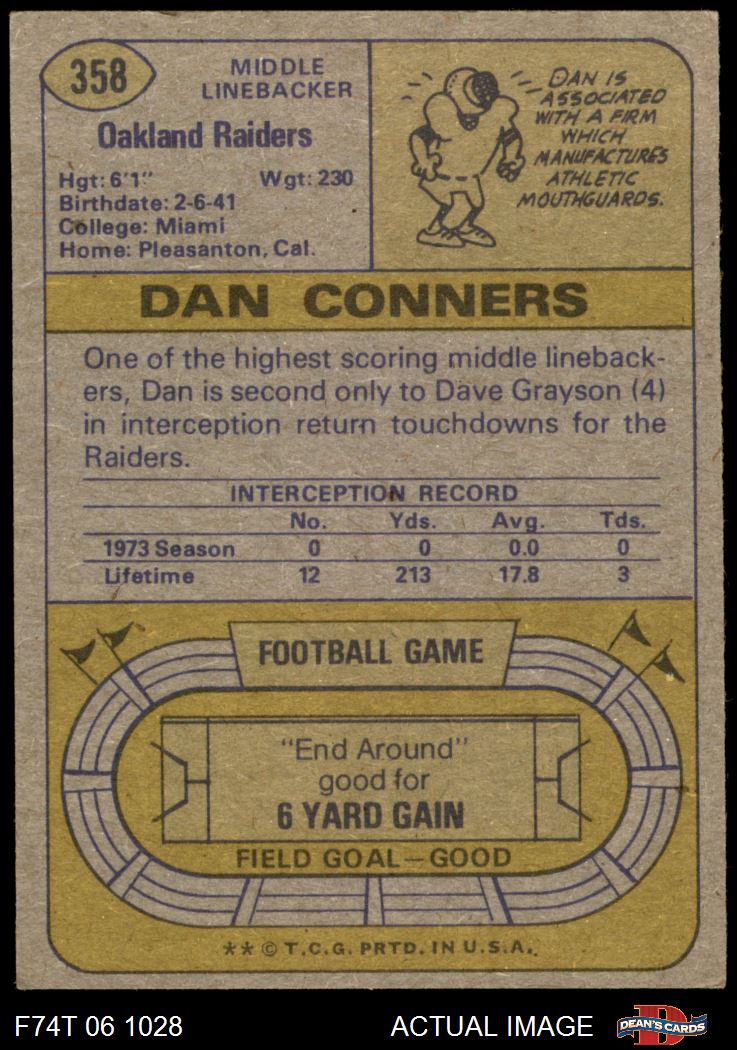 358
MIDDLE
LINEBACKER
Oakland Raiders
Hgt: 6'1" Wgt: 230
Birthdate: 2-6-41
College: Miami
Home: Pleasanton, Cal.
DAN IS
ASSOCIATED
WITH A FIRM
WHICH
MANUFACTURES
ATHLETIC
MOUTHGUARDS.
DAN CONNERS
One of the highest scoring middle lineback-
ers, Dan is second only to Dave Grayson (4)
in interception return touchdowns for the
Raiders.
INTERCEPTION RECORD
No. Yds. Avg. Tds.
1973 Season 0 0 0.0 0
Lifetime 12 213 17.8 3
FOOTBALL GAME
"End Around"
good for
6 YARD GAIN
FIELD GOAL—GOOD
** © T.C.G. PRTD. IN U.S.A.
F74T 06 1028 ACTUAL IMAGE
D
DEAN'S CARDS